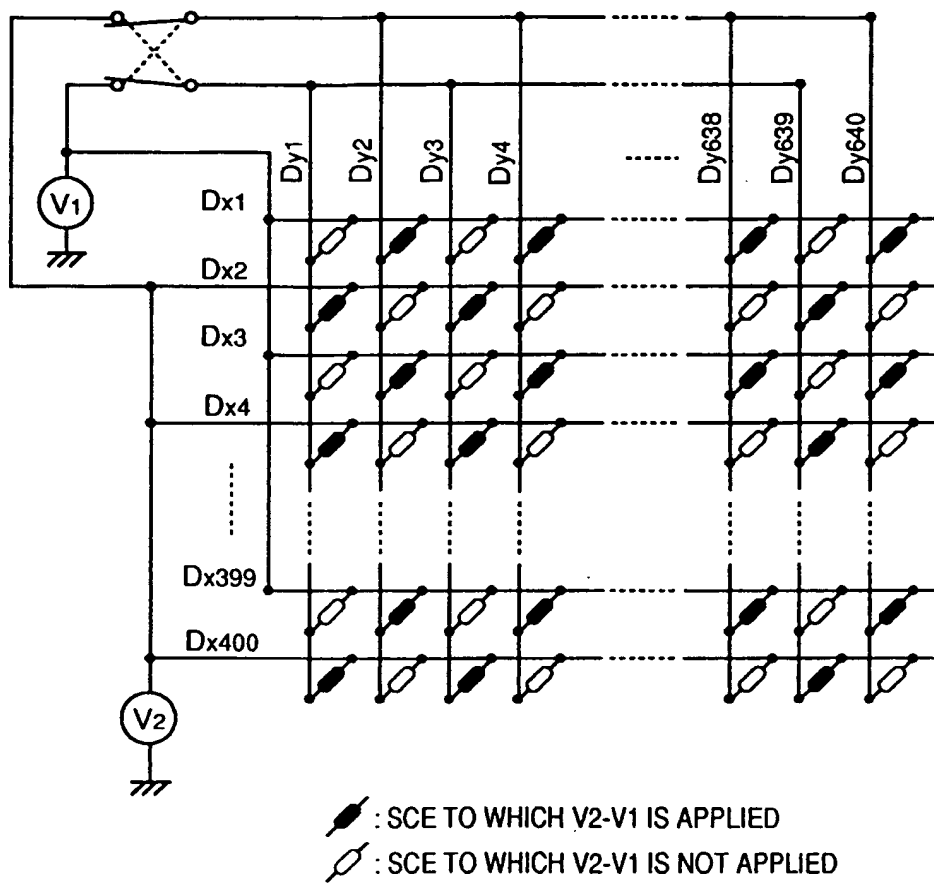 Dy1
Dy2
Dy3
Dy4
Dy638
Dy639
Dy640
V1
Dx1
Dx2
Dx3
Dx4
Dx399
Dx400
V2
: SCE TO WHICH V2-V1 IS APPLIED
: SCE TO WHICH V2-V1 IS NOT APPLIED